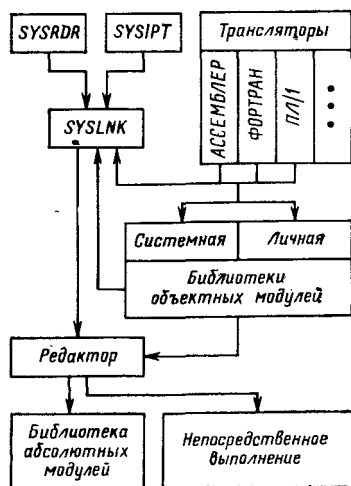 SYSRDR
SYSIPT
Трансляторы
SYSLNK
АССЕМБЛЕР
ФОРТРАН
ПЛ/1
Системная
Личная
Библиотеки
объектных модулей
Редактор
Библиотека
абсолютных
модулей
Непосредственное
выполнение